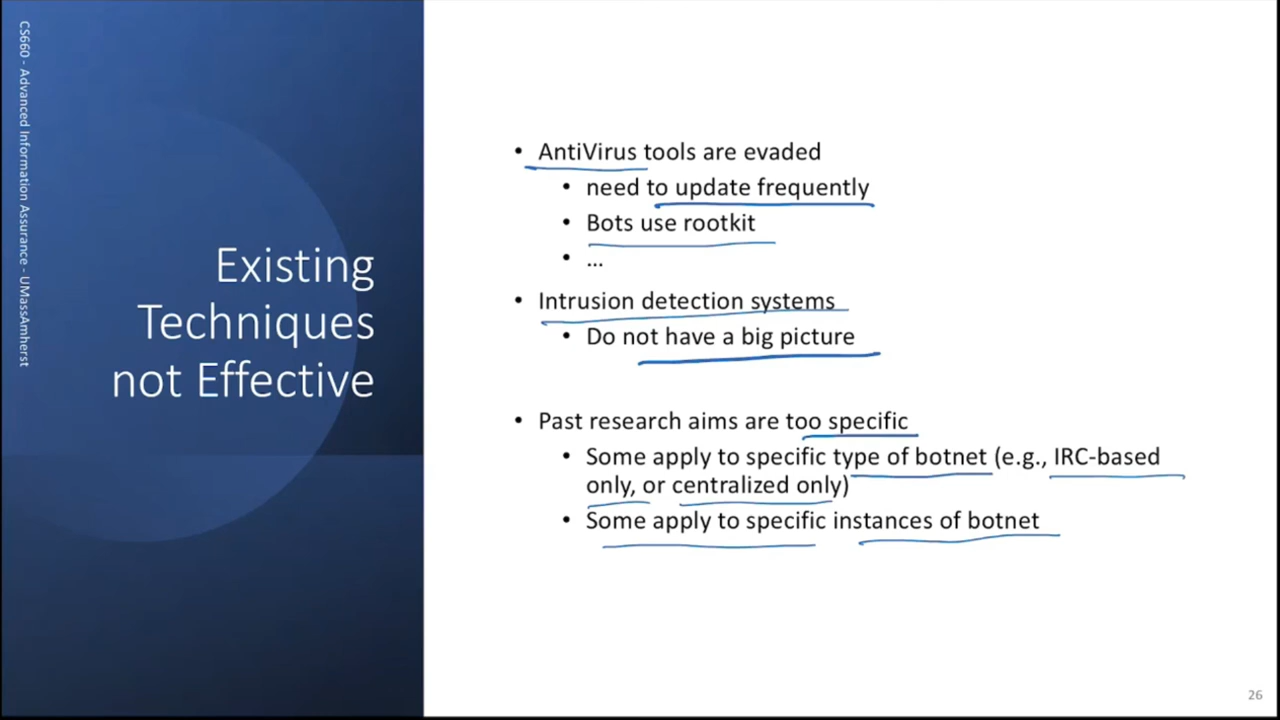 CS660 - Advanced Information Assurance - UMassAmherst
Existing
Techniques
not Effective
• AntiVirus tools are evaded
• need to update frequently
• Bots use rootkit
• ...
• Intrusion detection systems
• Do not have a big picture
• Past research aims are too specific
• Some apply to specific type of botnet (e.g., IRC-based
only, or centralized only)
• Some apply to specific instances of botnet
26